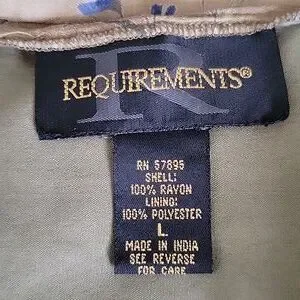 REQUIREMENTS®
R
RN 57895
SHELL:
100% RAYON
LINING:
100% POLYESTER
L
MADE IN INDIA
SEE REVERSE
FOR CARE